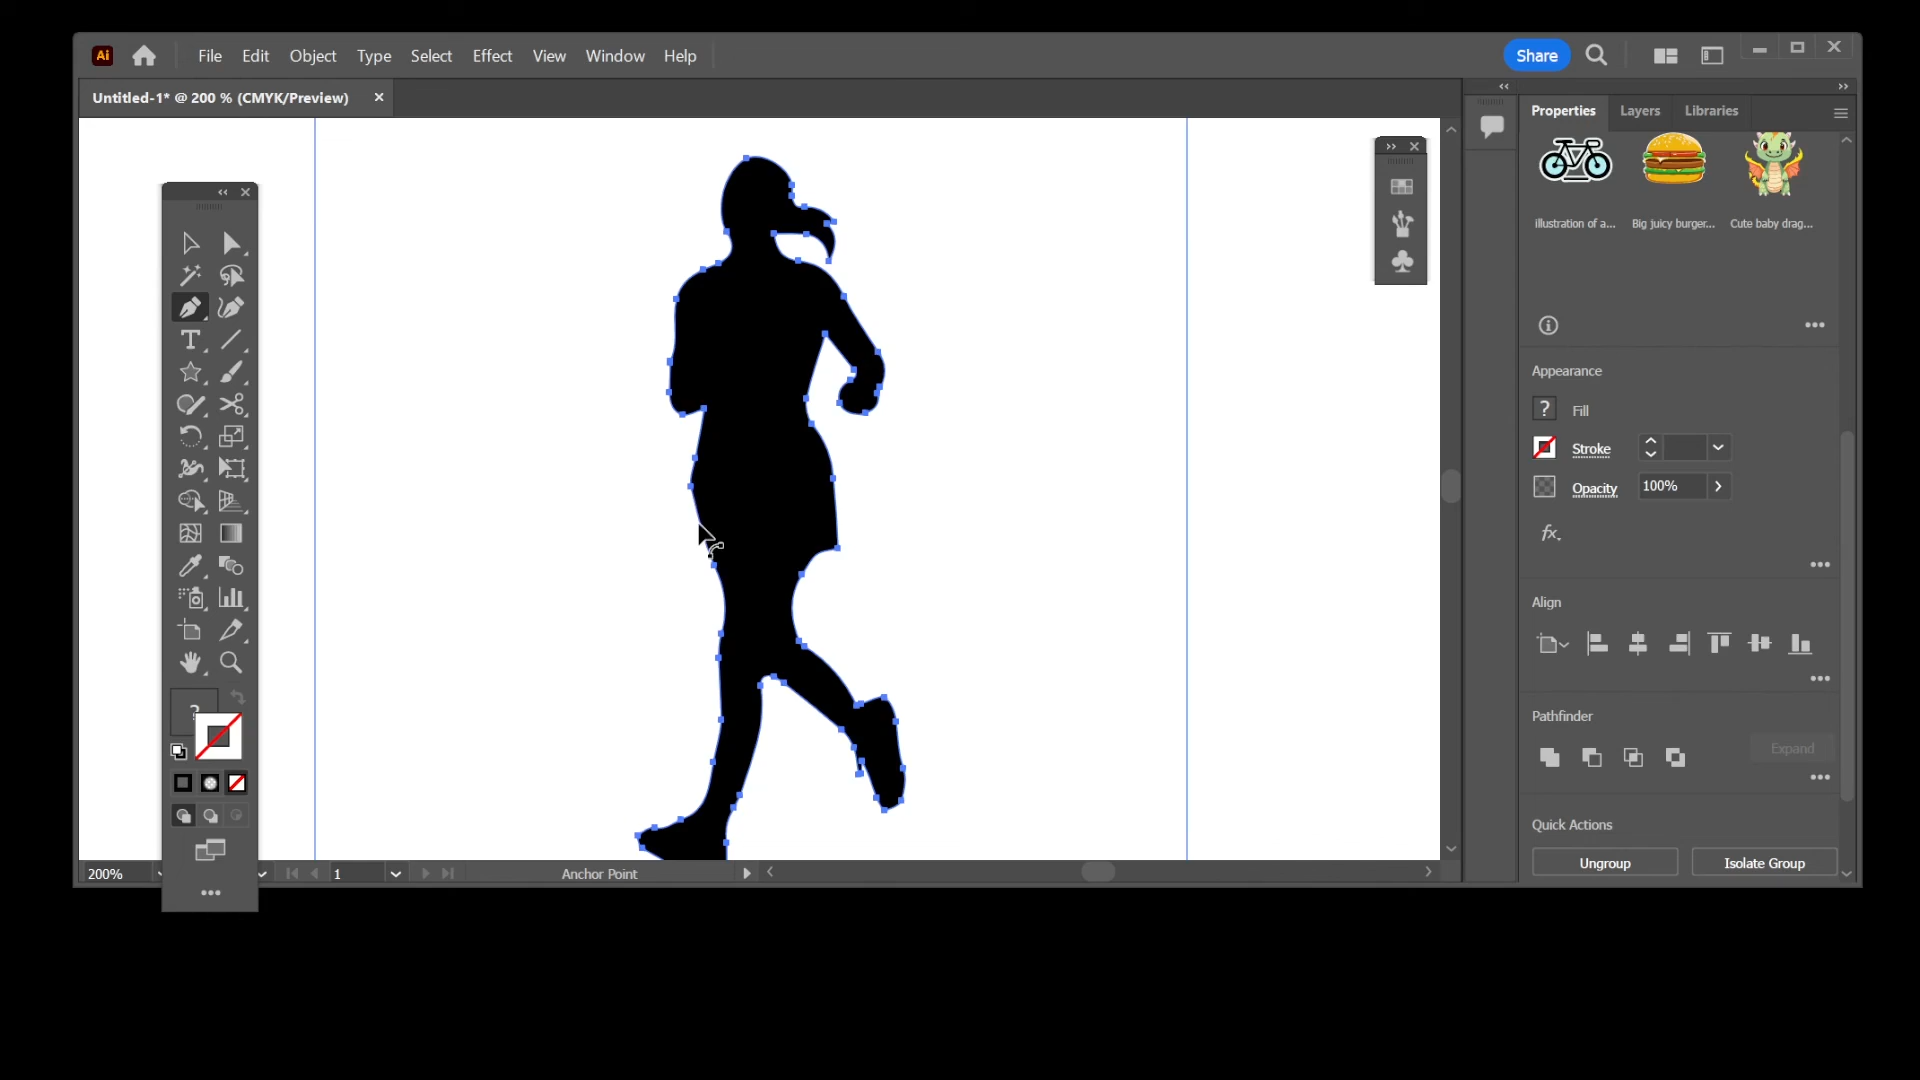 Ai File Edit Object Type Select Effect View Window Help Share
Untitled-1* @ 200 % (CMYK/Preview)
Properties Layers Libraries
illustration of a... Big juicy burger... Cute baby drag...
Appearance
? Fill
Stroke
Opacity 100%
fx.
Align
Pathfinder
Expand
Quick Actions
Ungroup Isolate Group
T
?
200% 1 Anchor Point